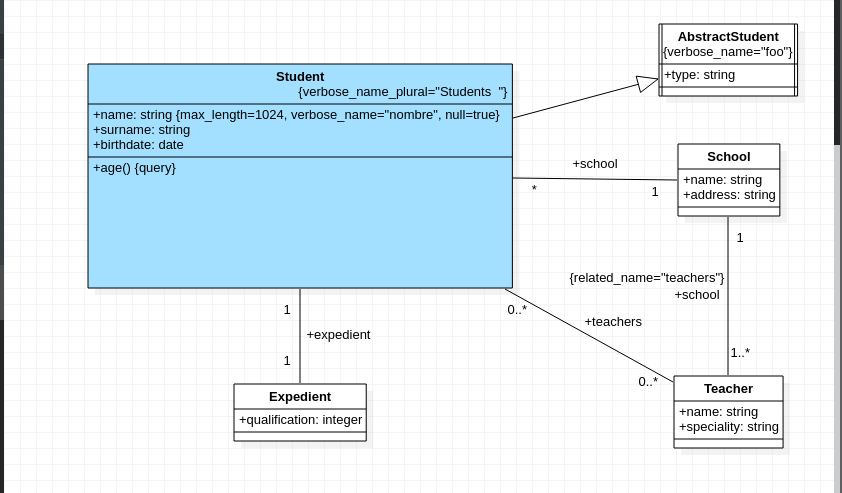 AbstractStudent
{verbose_name="foo"}
+type: string
Student
{verbose_name_plural="Students  "}
+name: string {max_length=1024, verbose_name="nombre", null=true}
+surname: string
+birthdate: date
+age() {query}
+school
*
1
School
+name: string
+address: string
1
{related_name="teachers"}
+school
1..*
0..*
+teachers
0..*
1
+expedient
1
Expedient
+qualification: integer
Teacher
+name: string
+speciality: string